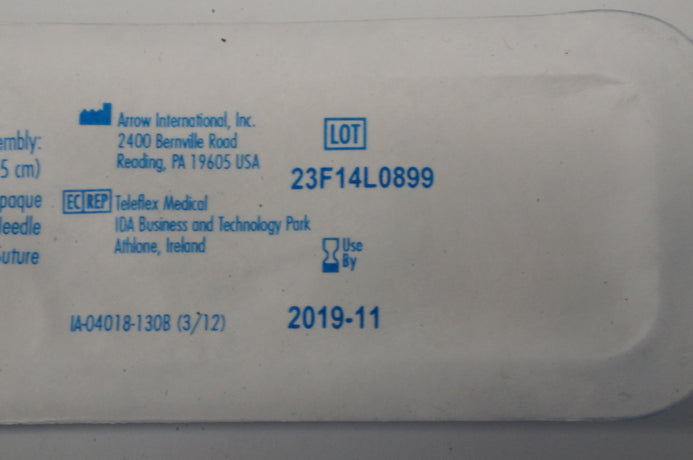 embly:
5 cm)
paque
Needle
Suture
Arrow International, Inc.
2400 Bernville Road
Reading, PA 19605 USA
EC REP Teleflex Medical
IDA Business and Technology Park
Athlone, Ireland
IA-04018-130B (3/12)
LOT
23F14L0899
Use
By
2019-11